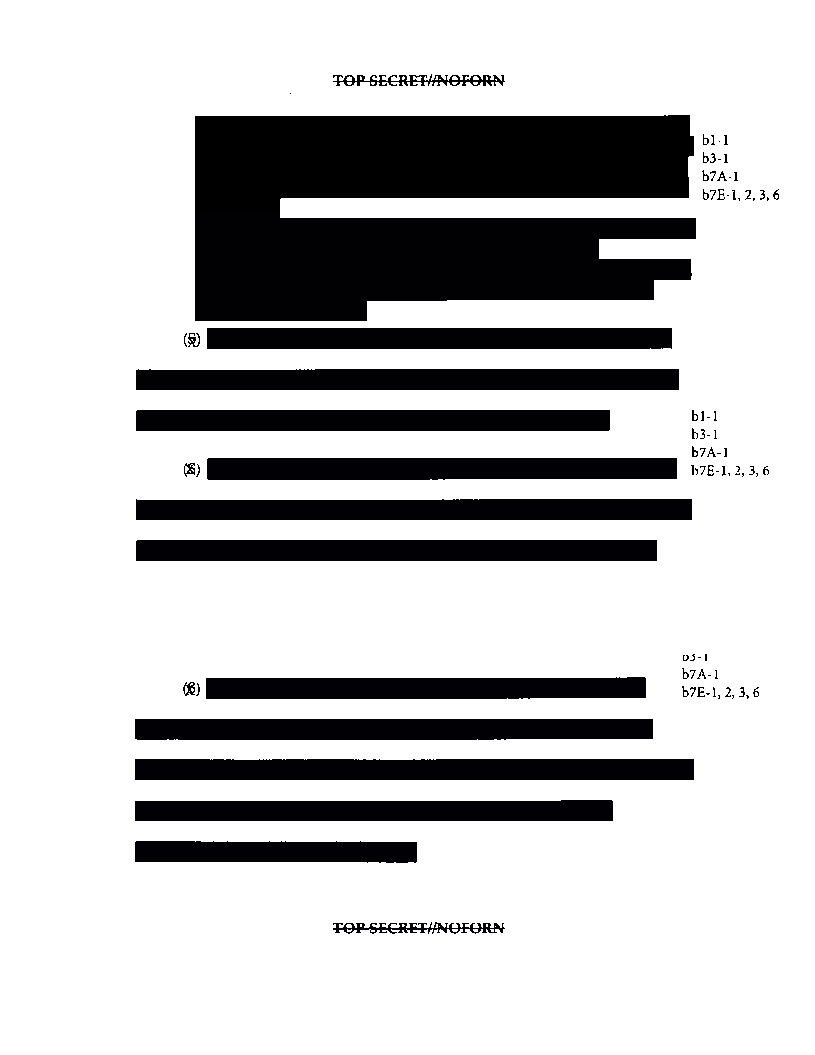 TOP SECRET//NOFORN
b1-1
b3-1
b7A-1
b7E-1, 2, 3, 6
b1-1
b3-1
b7A-1
b7E-1, 2, 3, 6
b3-1
b7A-1
b7E-1, 2, 3, 6
TOP SECRET//NOFORN